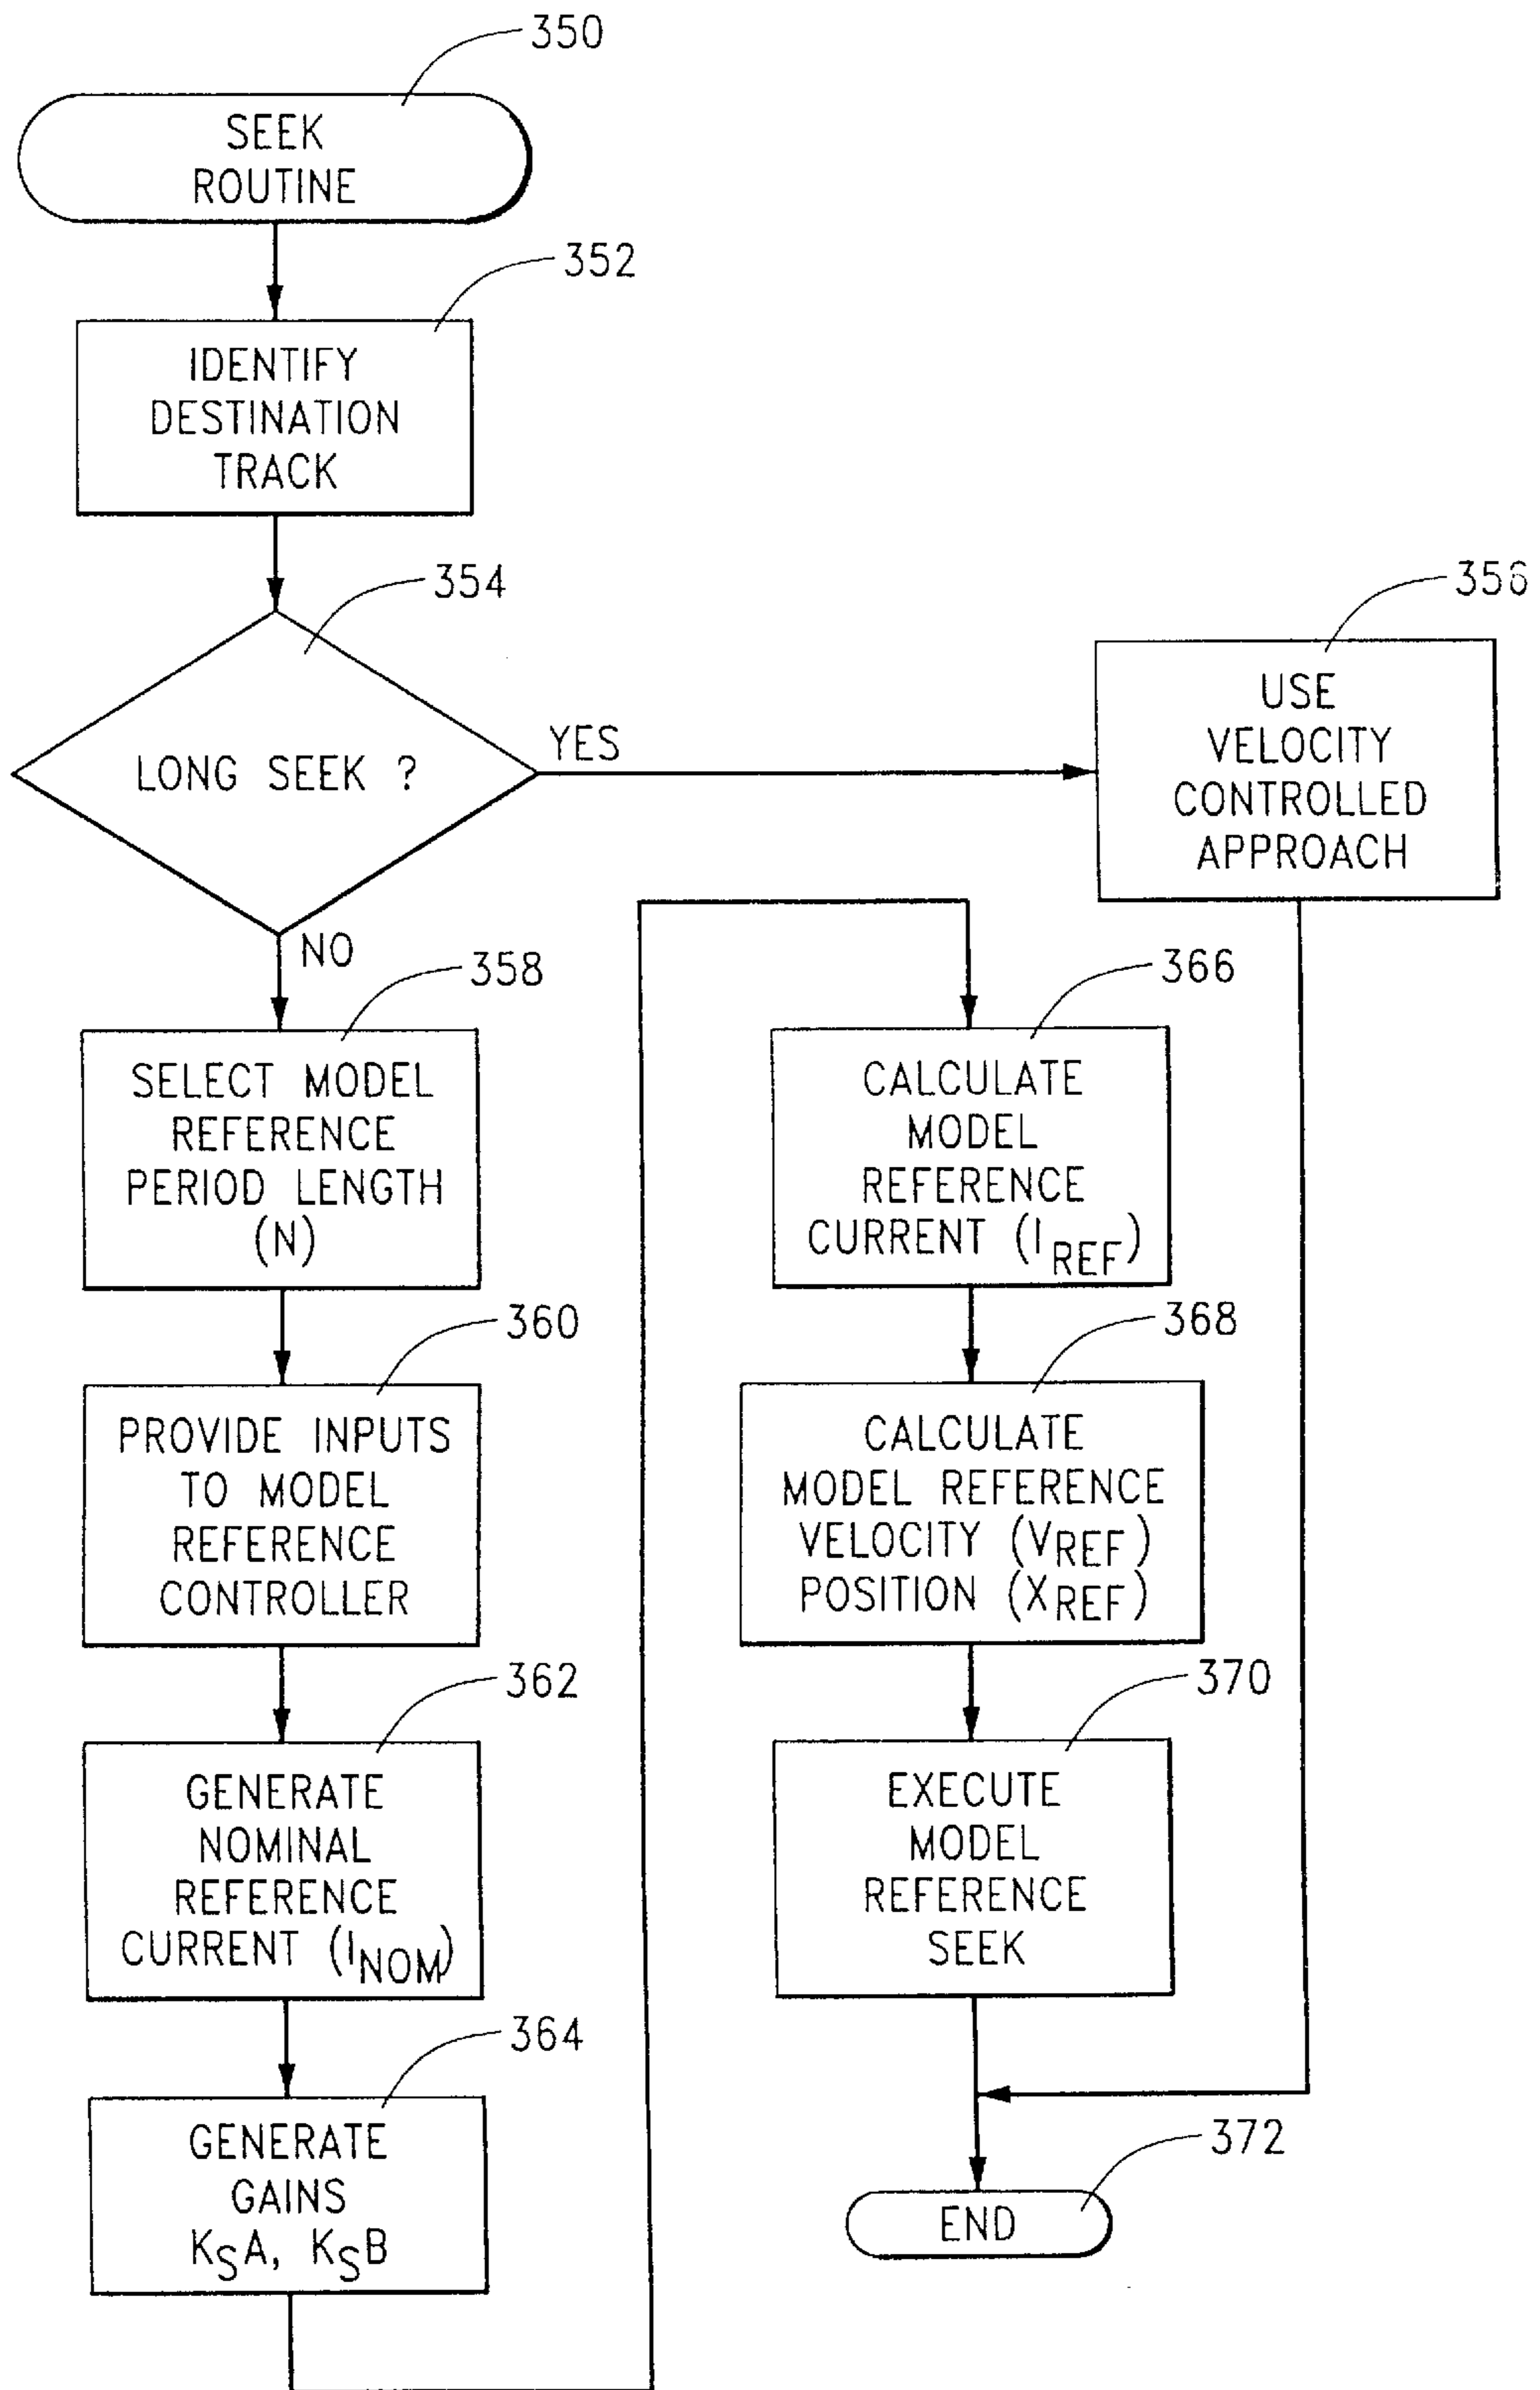 350
SEEK
ROUTINE
352
IDENTIFY
DESTINATION
TRACK
354
LONG SEEK ?
YES
NO
356
USE
VELOCITY
CONTROLLED
APPROACH
358
SELECT MODEL
REFERENCE
PERIOD LENGTH
(N)
360
PROVIDE INPUTS
TO MODEL
REFERENCE
CONTROLLER
362
GENERATE
NOMINAL
REFERENCE
CURRENT (INOM)
364
GENERATE
GAINS
KSA, KSB
366
CALCULATE
MODEL
REFERENCE
CURRENT (IREF)
368
CALCULATE
MODEL REFERENCE
VELOCITY (VREF)
POSITION (XREF)
370
EXECUTE
MODEL
REFERENCE
SEEK
372
END